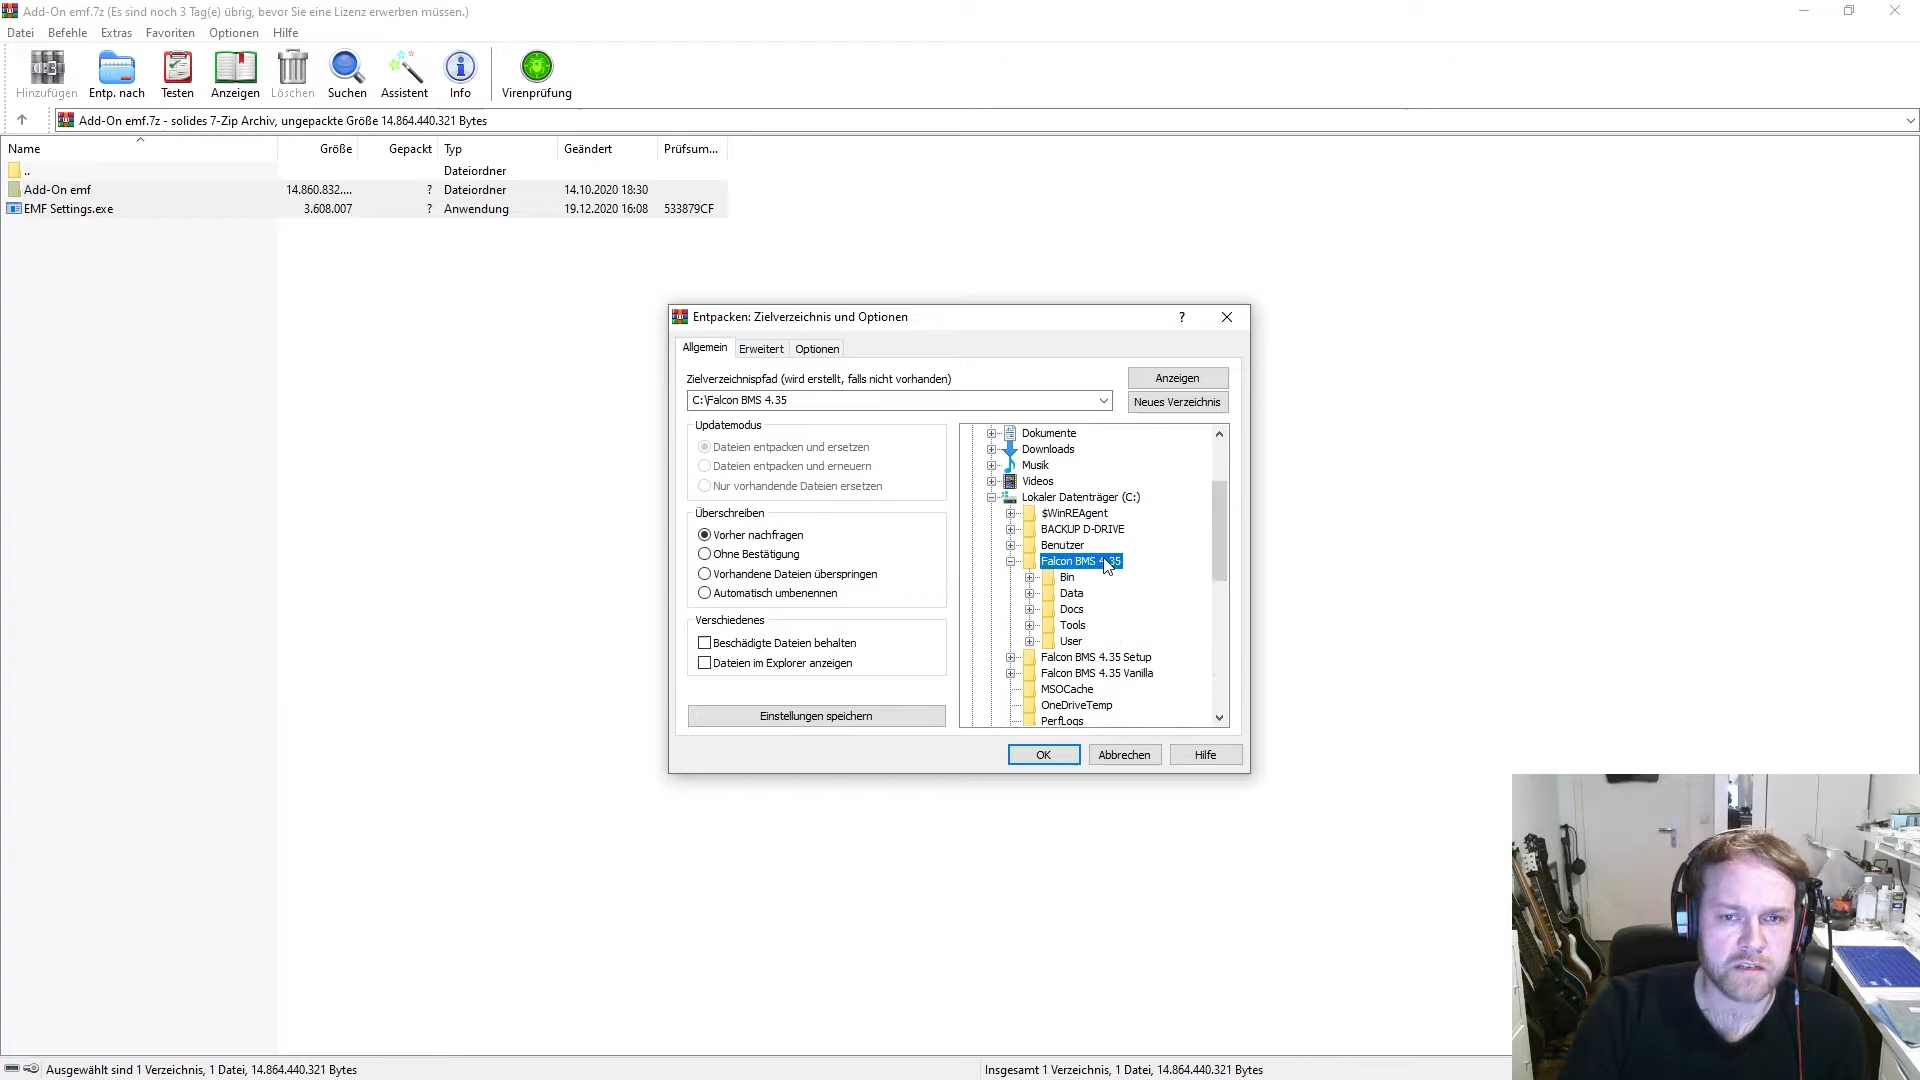 Add-On emf.7z (Es sind noch 3 Tag(e) übrig, bevor Sie eine Lizenz erwerben müssen.)
Datei Befehle Extras Favoriten Optionen Hilfe
Hinzufügen Entp. nach Testen Anzeigen Löschen Suchen Assistent Info Virenprüfung
Add-On emf.7z - solides 7-Zip Archiv, ungepackte Größe 14.864.440.321 Bytes
Name Größe Gepackt Typ Geändert Prüfsum...
.. Dateiordner
Add-On emf 14.860.832.... ? Dateiordner 14.10.2020 18:30
EMF Settings.exe 3.608.007 ? Anwendung 19.12.2020 16:08 533879CF
Entpacken: Zielverzeichnis und Optionen
Allgemein Erweitert Optionen
Zielverzeichnispfad (wird erstellt, falls nicht vorhanden)
C:\Falcon BMS 4.35
Anzeigen
Neues Verzeichnis
Updatemodus
Dateien entpacken und ersetzen
Dateien entpacken und erneuern
Nur vorhandende Dateien ersetzen
Überschreiben
Vorher nachfragen
Ohne Bestätigung
Vorhandene Dateien überspringen
Automatisch umbenennen
Verschiedenes
Beschädigte Dateien behalten
Dateien im Explorer anzeigen
Einstellungen speichern
Dokumente
Downloads
Musik
Videos
Lokaler Datenträger (C:)
$WinREAgent
BACKUP D-DRIVE
Benutzer
Falcon BMS 4.35
Bin
Data
Docs
Tools
User
Falcon BMS 4.35 Setup
Falcon BMS 4.35 Vanilla
MSOCache
OneDriveTemp
PerfLogs
OK Abbrechen Hilfe
Ausgewählt sind 1 Verzeichnis, 1 Datei, 14.864.440.321 Bytes
Insgesamt 1 Verzeichnis, 1 Datei, 14.864.440.321 Bytes